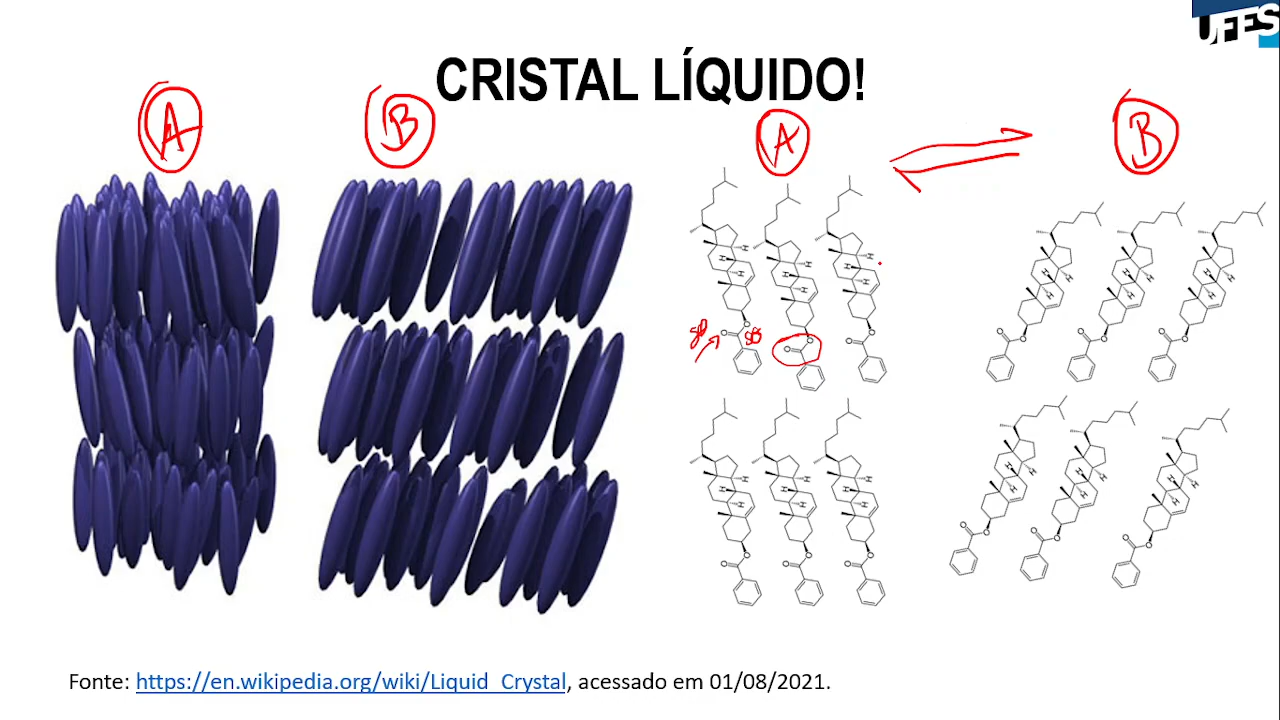 UFES
CRISTAL LÍQUIDO!
A
B
A
B
Fonte: https://en.wikipedia.org/wiki/Liquid_Crystal, acessado em 01/08/2021.